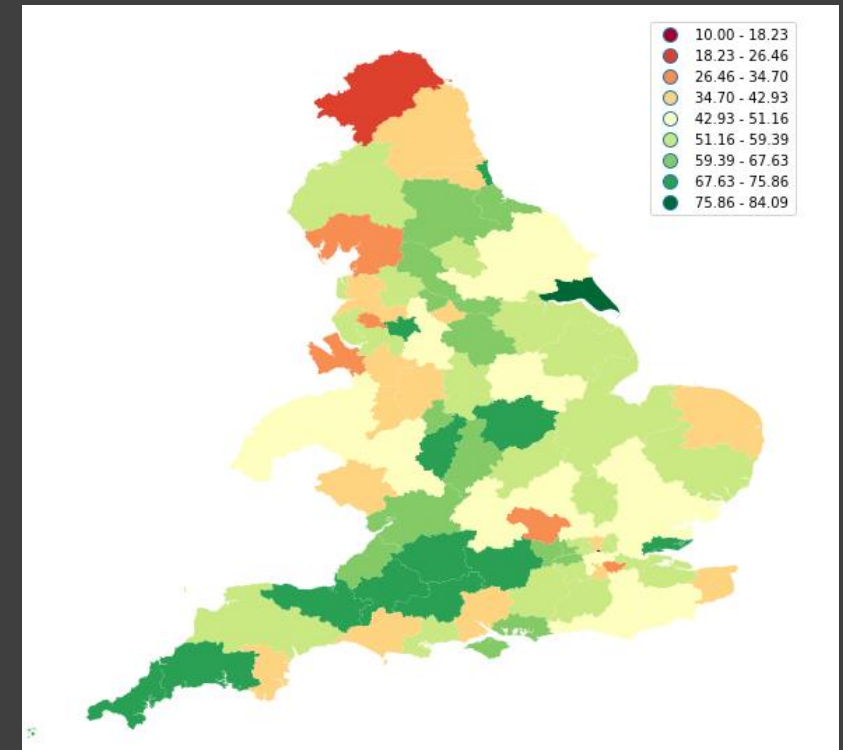 10.00 - 18.23
18.23 - 26.46
26.46 - 34.70
34.70 - 42.93
42.93 - 51.16
51.16 - 59.39
59.39 - 67.63
67.63 - 75.86
75.86 - 84.09